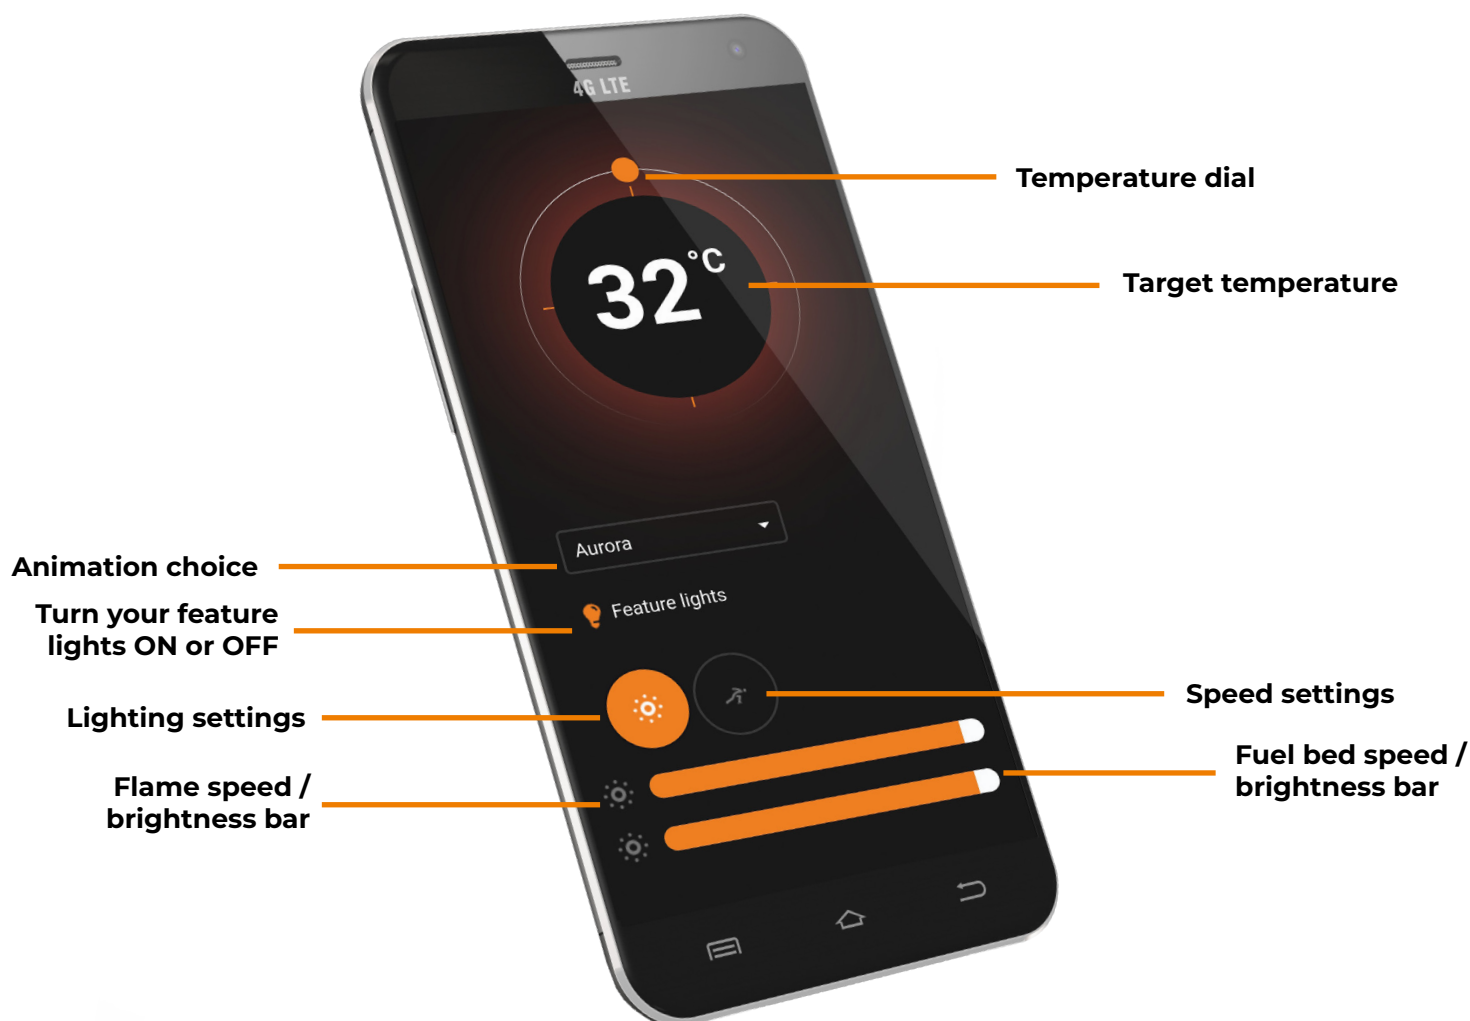 4G LTE
Temperature dial
32°C
Target temperature
Aurora
Animation choice
Feature lights
Turn your feature
lights ON or OFF
Lighting settings
Speed settings
Flame speed /
brightness bar
Fuel bed speed /
brightness bar